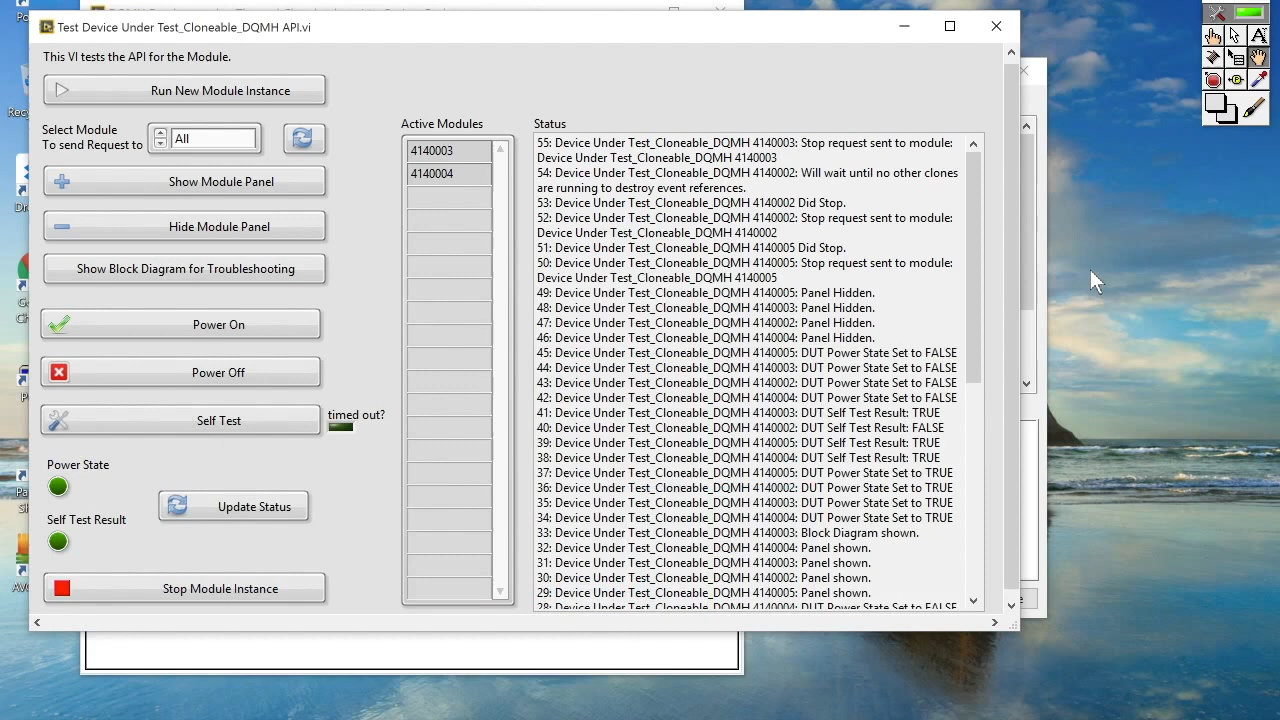 Test Device Under Test_Cloneable_DQMH API.vi
This VI tests the API for the Module.
Run New Module Instance
Select Module
To send Request to
All
Show Module Panel
Hide Module Panel
Show Block Diagram for Troubleshooting
Power On
Power Off
Self Test
timed out?
Power State
Update Status
Self Test Result
Stop Module Instance
Active Modules
4140003
4140004
Status
55: Device Under Test_Cloneable_DQMH 4140003: Stop request sent to module:
Device Under Test_Cloneable_DQMH 4140003
54: Device Under Test_Cloneable_DQMH 4140002: Will wait until no other clones
are running to destroy event references.
53: Device Under Test_Cloneable_DQMH 4140002 Did Stop.
52: Device Under Test_Cloneable_DQMH 4140002: Stop request sent to module:
Device Under Test_Cloneable_DQMH 4140002
51: Device Under Test_Cloneable_DQMH 4140005 Did Stop.
50: Device Under Test_Cloneable_DQMH 4140005: Stop request sent to module:
Device Under Test_Cloneable_DQMH 4140005
49: Device Under Test_Cloneable_DQMH 4140005: Panel Hidden.
48: Device Under Test_Cloneable_DQMH 4140003: Panel Hidden.
47: Device Under Test_Cloneable_DQMH 4140002: Panel Hidden.
46: Device Under Test_Cloneable_DQMH 4140004: Panel Hidden.
45: Device Under Test_Cloneable_DQMH 4140005: DUT Power State Set to FALSE
44: Device Under Test_Cloneable_DQMH 4140003: DUT Power State Set to FALSE
43: Device Under Test_Cloneable_DQMH 4140002: DUT Power State Set to FALSE
42: Device Under Test_Cloneable_DQMH 4140004: DUT Power State Set to FALSE
41: Device Under Test_Cloneable_DQMH 4140003: DUT Self Test Result: TRUE
40: Device Under Test_Cloneable_DQMH 4140002: DUT Self Test Result: FALSE
39: Device Under Test_Cloneable_DQMH 4140005: DUT Self Test Result: TRUE
38: Device Under Test_Cloneable_DQMH 4140004: DUT Self Test Result: TRUE
37: Device Under Test_Cloneable_DQMH 4140005: DUT Power State Set to TRUE
36: Device Under Test_Cloneable_DQMH 4140002: DUT Power State Set to TRUE
35: Device Under Test_Cloneable_DQMH 4140003: DUT Power State Set to TRUE
34: Device Under Test_Cloneable_DQMH 4140004: DUT Power State Set to TRUE
33: Device Under Test_Cloneable_DQMH 4140003: Block Diagram shown.
32: Device Under Test_Cloneable_DQMH 4140004: Panel shown.
31: Device Under Test_Cloneable_DQMH 4140003: Panel shown.
30: Device Under Test_Cloneable_DQMH 4140002: Panel shown.
29: Device Under Test_Cloneable_DQMH 4140005: Panel shown.
28: Device Under Test_Cloneable_DQMH 4140004: DUT Power State Set to FALSE